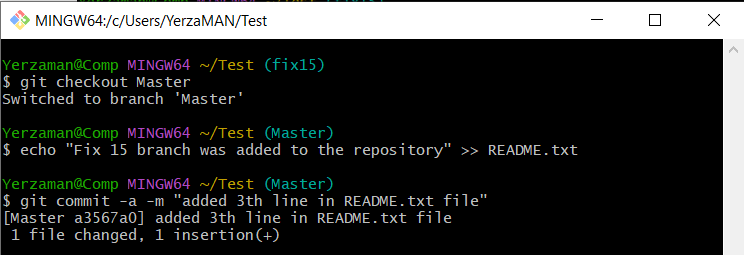 MINGW64:/c/Users/YerzaMAN/Test
Yerzaman@Comp MINGW64 ~/Test (fix15)
$ git checkout Master
Switched to branch 'Master'
Yerzaman@Comp MINGW64 ~/Test (Master)
$ echo "Fix 15 branch was added to the repository" >> README.txt
Yerzaman@Comp MINGW64 ~/Test (Master)
$ git commit -a -m "added 3th line in README.txt file"
[Master a3567a0] added 3th line in README.txt file
 1 file changed, 1 insertion(+)